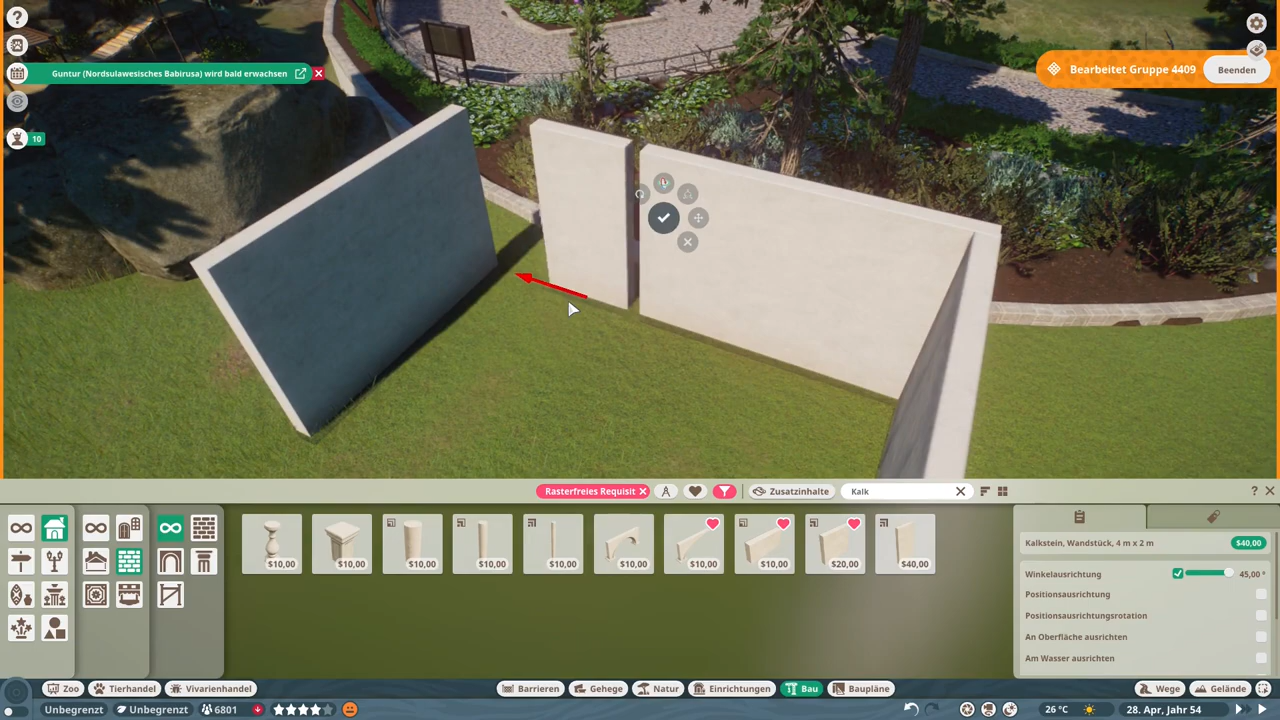 Guntur (Nordsulawesisches Babirusa) wird bald erwachsen
10
Bearbeitet Gruppe 4409
Beenden
Rasterfreies Requisit
Zusatzinhalte
Kalk
$10,00 $10,00 $10,00 $10,00 $10,00 $10,00 $10,00 $10,00 $20,00 $40,00
Kalkstein, Wandstück, 4 m x 2 m $40,00
Winkelausrichtung 45,00 °
Positionsausrichtung
Positionsausrichtungsrotation
An Oberfläche ausrichten
Am Wasser ausrichten
Zoo Tierhandel Vivarienhandel Barrieren Gehege Natur Einrichtungen Bau Baupläne Wege Gelände
Unbegrenzt Unbegrenzt 6801 26 °C 28. Apr, Jahr 54